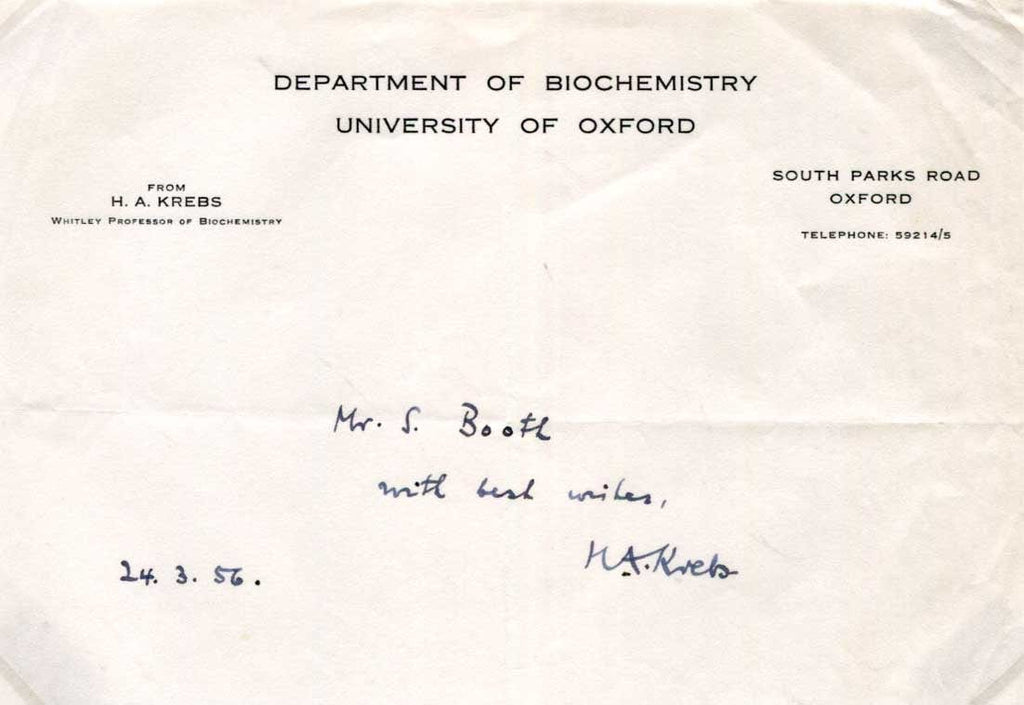 DEPARTMENT OF BIOCHEMISTRY
UNIVERSITY OF OXFORD
FROM
H. A. KREBS
WHITLEY PROFESSOR OF BIOCHEMISTRY
SOUTH PARKS ROAD
OXFORD
TELEPHONE: 59214/5
Mr. S. Booth
with best wishes,
H.A. Krebs
24. 3. 56.